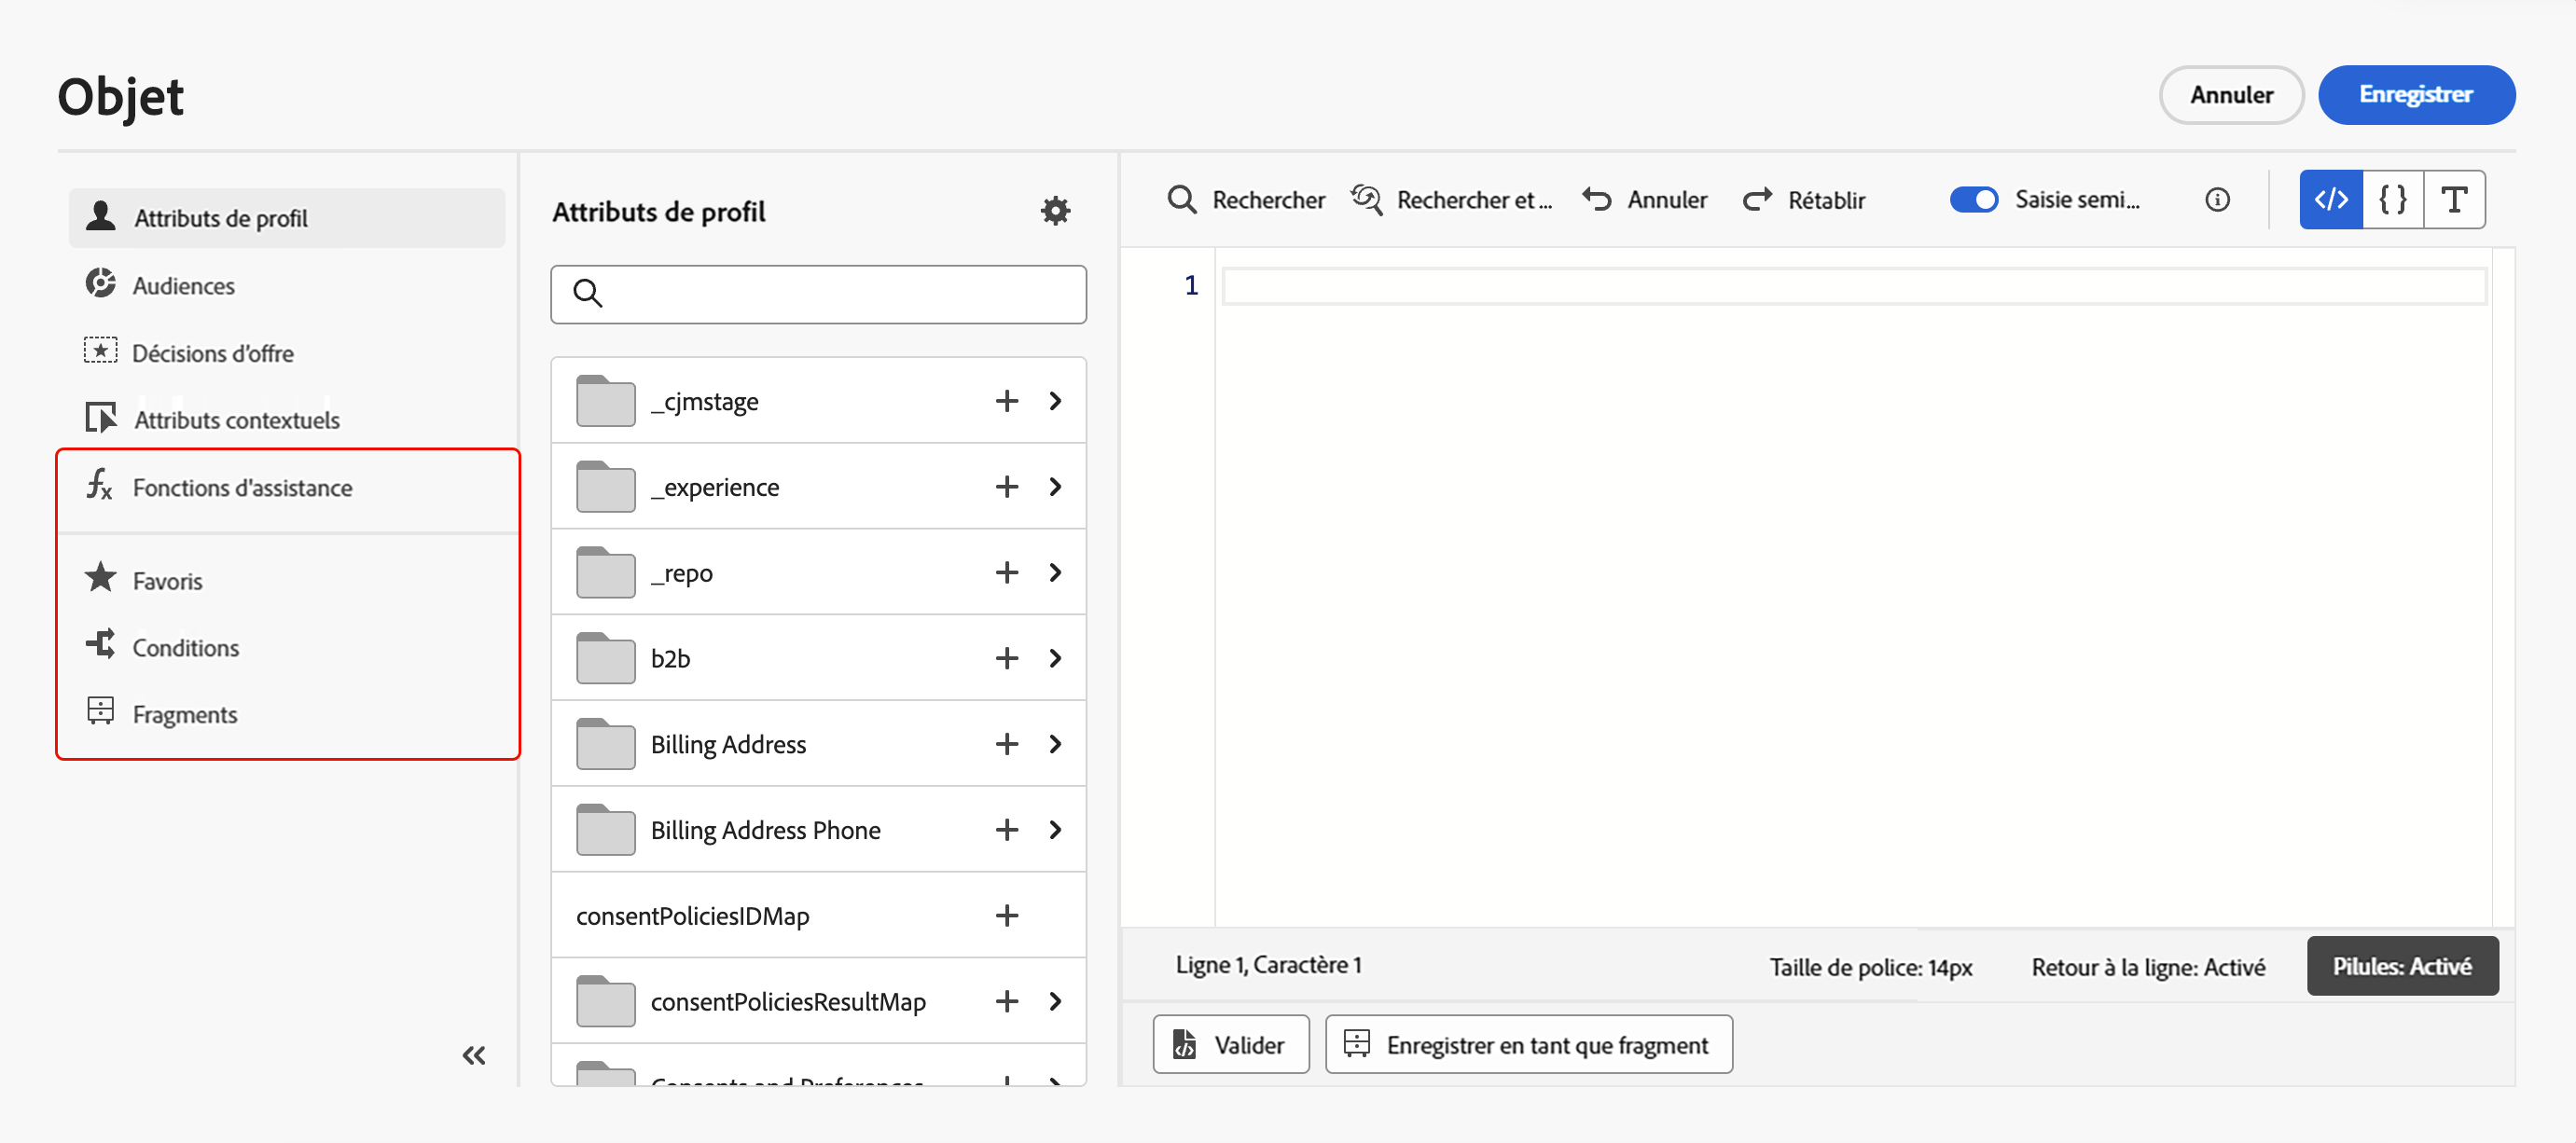 Objet
Annuler
Enregistrer
Attributs de profil
Audiences
Décisions d’offre
Attributs contextuels
Fonctions d'assistance
Favoris
Conditions
Fragments
Attributs de profil
_cjmstage
_experience
_repo
b2b
Billing Address
Billing Address Phone
consentPoliciesIDMap
consentPoliciesResultMap
Consents and Preferences
Rechercher
Rechercher et ...
Annuler
Rétablir
Saisie semi...
1
Ligne 1, Caractère 1
Taille de police: 14px
Retour à la ligne: Activé
Pilules: Activé
Valider
Enregistrer en tant que fragment